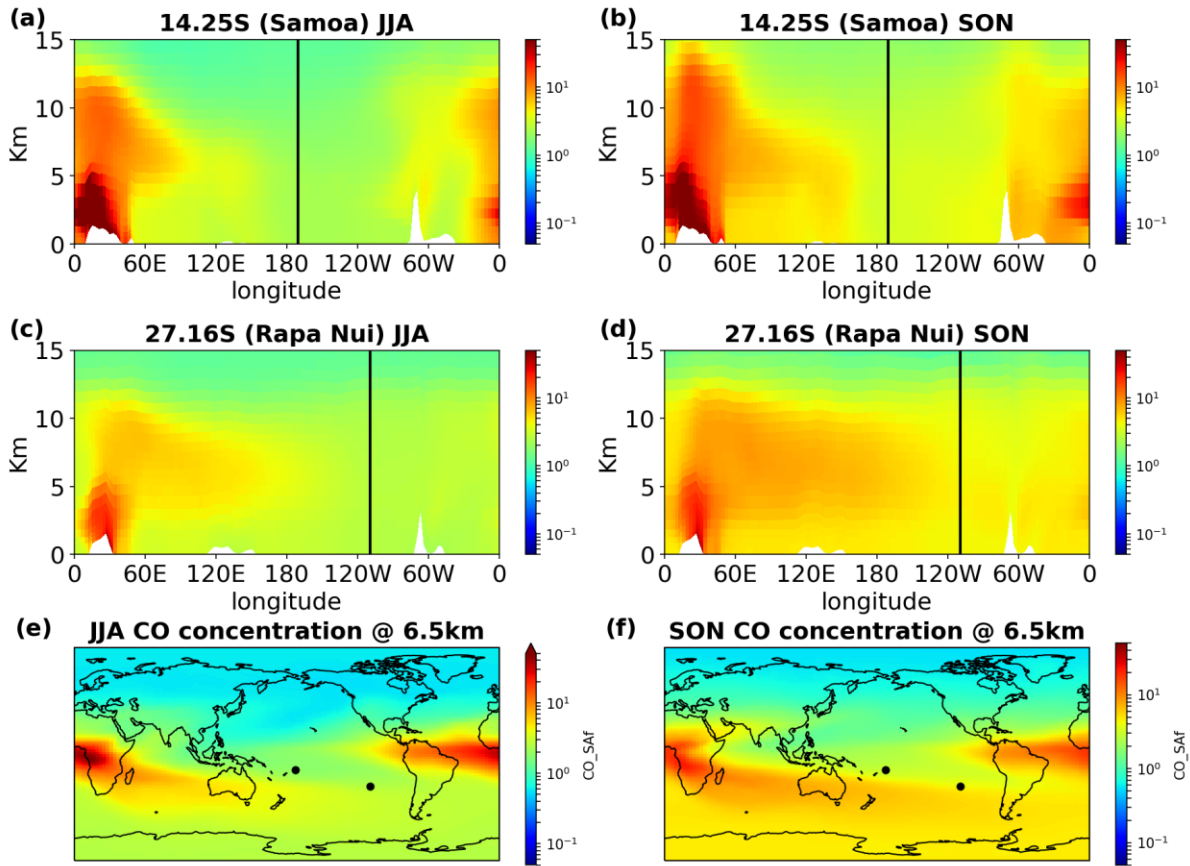 (a) 14.25S (Samoa) JJA
15
10
5
0
Km
0 60E 120E 180 120W 60W 0
longitude
10¹
10⁰
10⁻¹
(b) 14.25S (Samoa) SON
15
10
5
0
Km
0 60E 120E 180 120W 60W 0
longitude
10¹
10⁰
10⁻¹
(c) 27.16S (Rapa Nui) JJA
15
10
5
0
Km
0 60E 120E 180 120W 60W 0
longitude
10¹
10⁰
10⁻¹
(d) 27.16S (Rapa Nui) SON
15
10
5
0
Km
0 60E 120E 180 120W 60W 0
longitude
10¹
10⁰
10⁻¹
(e) JJA CO concentration @ 6.5km
10¹
10⁰
10⁻¹
CO_SAf
(f) SON CO concentration @ 6.5km
10¹
10⁰
10⁻¹
CO_SAf